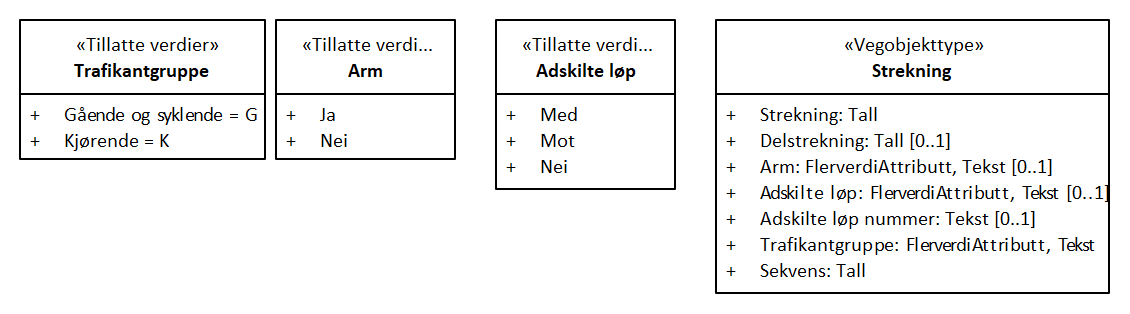 «Tillatte verdier»
Trafikantgruppe
+ Gående og syklende = G
+ Kjørende = K
«Tillatte verdi...
Arm
+ Ja
+ Nei
«Tillatte verdi...
Adskilte løp
+ Med
+ Mot
+ Nei
«Vegobjekttype»
Strekning
+ Strekning: Tall
+ Delstrekning: Tall [0..1]
+ Arm: FlerverdiAttributt, Tekst [0..1]
+ Adskilte løp: FlerverdiAttributt, Tekst [0..1]
+ Adskilte løp nummer: Tekst [0..1]
+ Trafikantgruppe: FlerverdiAttributt, Tekst
+ Sekvens: Tall